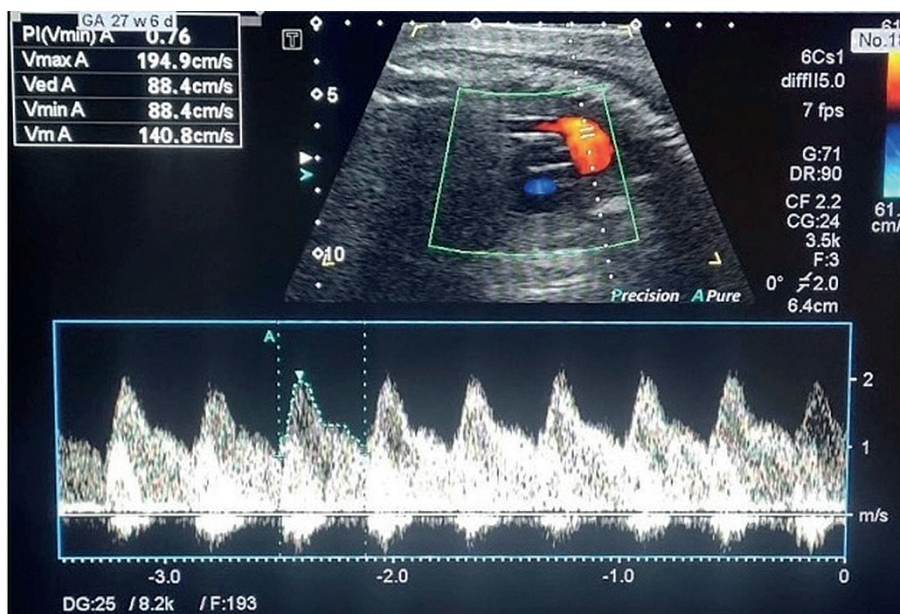 GA 27 w 6 d
PI(Vmin) A 0.76
Vmax A 194.9cm/s
Ved A 88.4cm/s
Vmin A 88.4cm/s
Vm A 140.8cm/s
T
5
10
No.18
6Cs1
diffII5.0
7 fps
G:71
DR:90
CF 2.2
CG:24
3.5k
F:3
0° 2.0
6.4cm
61.
cm/
Precision A Pure
A
2
1
m/s
-3.0 -2.0 -1.0 0
DG:25 / 8.2k / F:193